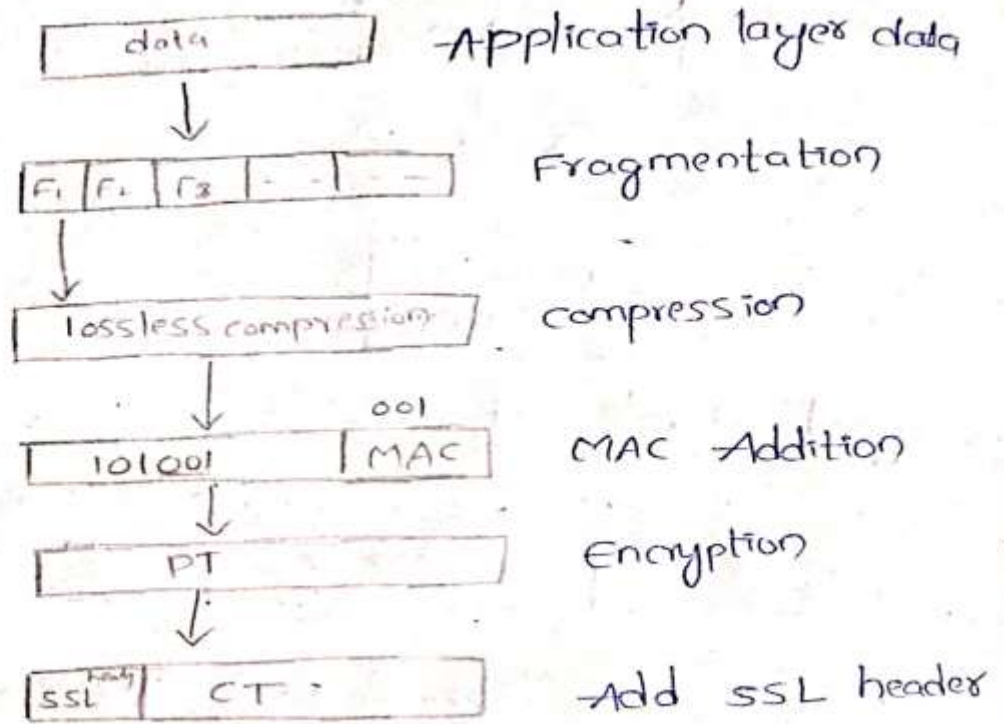 data Application layer data
F1 F2 F3 - - - - Fragmentation
lossless compression compression
001
101001 MAC MAC Addition
PT Encryption
header
SSL CT Add SSL header